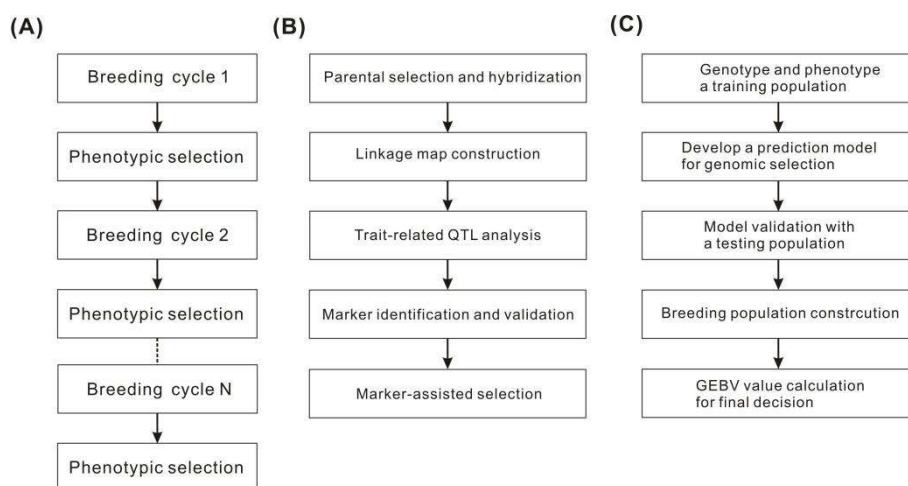 (A)
Breeding cycle 1
Phenotypic selection
Breeding cycle 2
Phenotypic selection
Breeding cycle N
Phenotypic selection
(B)
Parental selection and hybridization
Linkage map construction
Trait-related QTL analysis
Marker identification and validation
Marker-assisted selection
(C)
Genotype and phenotype
a training population
Develop a prediction model
for genomic selection
Model validation with
a testing population
Breeding population constrcution
GEBV value calculation
for final decision